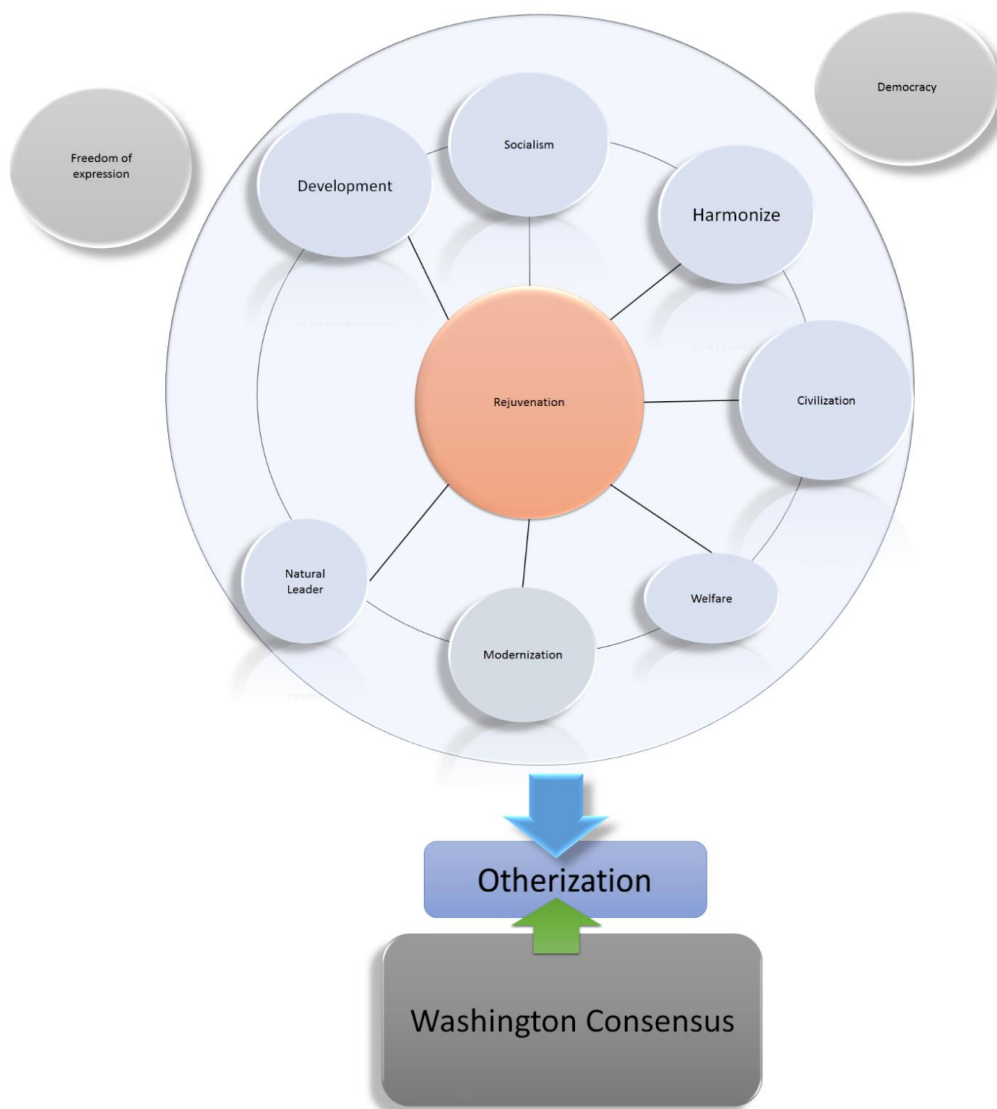 Democracy
Freedom of
expression
Socialism
Development
Harmonize
Rejuvenation
Civilization
Natural
Leader
Welfare
Modernization
Otherization
Washington Consensus